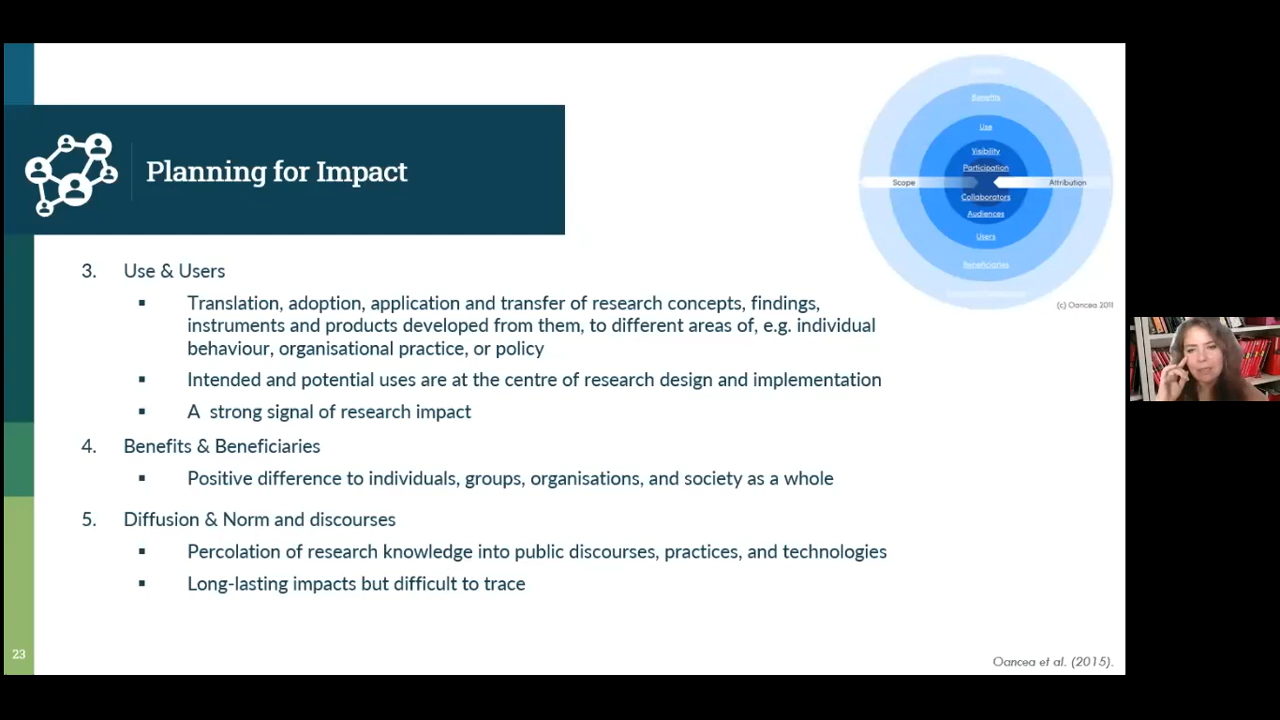 Planning for Impact
Benefits
Use
Visibility
Participation
Scope
Attribution
Collaborators
Audiences
Users
Beneficiaries
(c) Oancea 2011
3. Use & Users
▪ Translation, adoption, application and transfer of research concepts, findings,
instruments and products developed from them, to different areas of, e.g. individual
behaviour, organisational practice, or policy
▪ Intended and potential uses are at the centre of research design and implementation
▪ A strong signal of research impact
4. Benefits & Beneficiaries
▪ Positive difference to individuals, groups, organisations, and society as a whole
5. Diffusion & Norm and discourses
▪ Percolation of research knowledge into public discourses, practices, and technologies
▪ Long-lasting impacts but difficult to trace
23
Oancea et al. (2015).